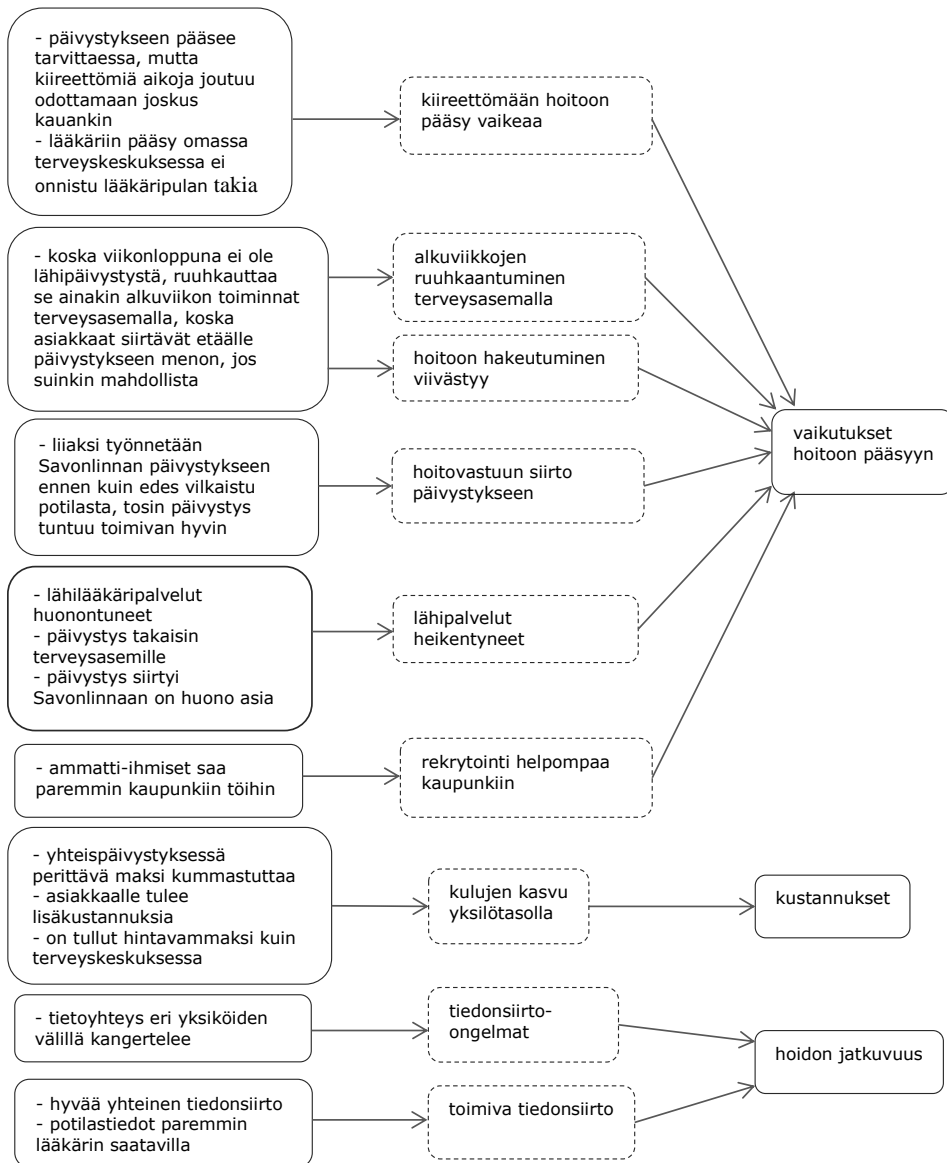 - päivystykseen pääsee
tarvittaessa, mutta
kiireettömiä aikoja joutuu
odottamaan joskus
kauankin
- lääkäriin pääsy omassa
terveyskeskuksessa ei
onnistu lääkäripulan takia
kiireettömään hoitoon
pääsy vaikeaa
- koska viikonloppuna ei ole
lähipäivystystä, ruuhkauttaa
se ainakin alkuviikon toiminnat
terveysasemalla, koska
asiakkaat siirtävät etäälle
päivystykseen menon, jos
suinkin mahdollista
alkuviikkojen
ruuhkaantuminen
terveysasemalla
hoitoon hakeutuminen
viivästyy
- liiaksi työnnetään
Savonlinnan päivystykseen
ennen kuin edes vilkaistu
potilasta, tosin päivystys
tuntuu toimivan hyvin
hoitovastuun siirto
päivystykseen
- lähilääkäripalvelut
huonontuneet
- päivystys takaisin
terveysasemille
- päivystys siirtyi
Savonlinnaan on huono asia
lähipalvelut
heikentyneet
- ammatti-ihmiset saa
paremmin kaupunkiin töihin
rekrytointi helpompaa
kaupunkiin
vaikutukset
hoitoon pääsyyn
- yhteispäivystyksessä
perittävä maksi kummastuttaa
- asiakkaalle tulee
lisäkustannuksia
- on tullut hintavammaksi kuin
terveyskeskuksessa
kulujen kasvu
yksilötasolla
kustannukset
- tietoyhteys eri yksiköiden
välillä kangertelee
tiedonsiirto-
ongelmat
- hyvää yhteinen tiedonsiirto
- potilastiedot paremmin
lääkärin saatavilla
toimiva tiedonsiirto
hoidon jatkuvuus